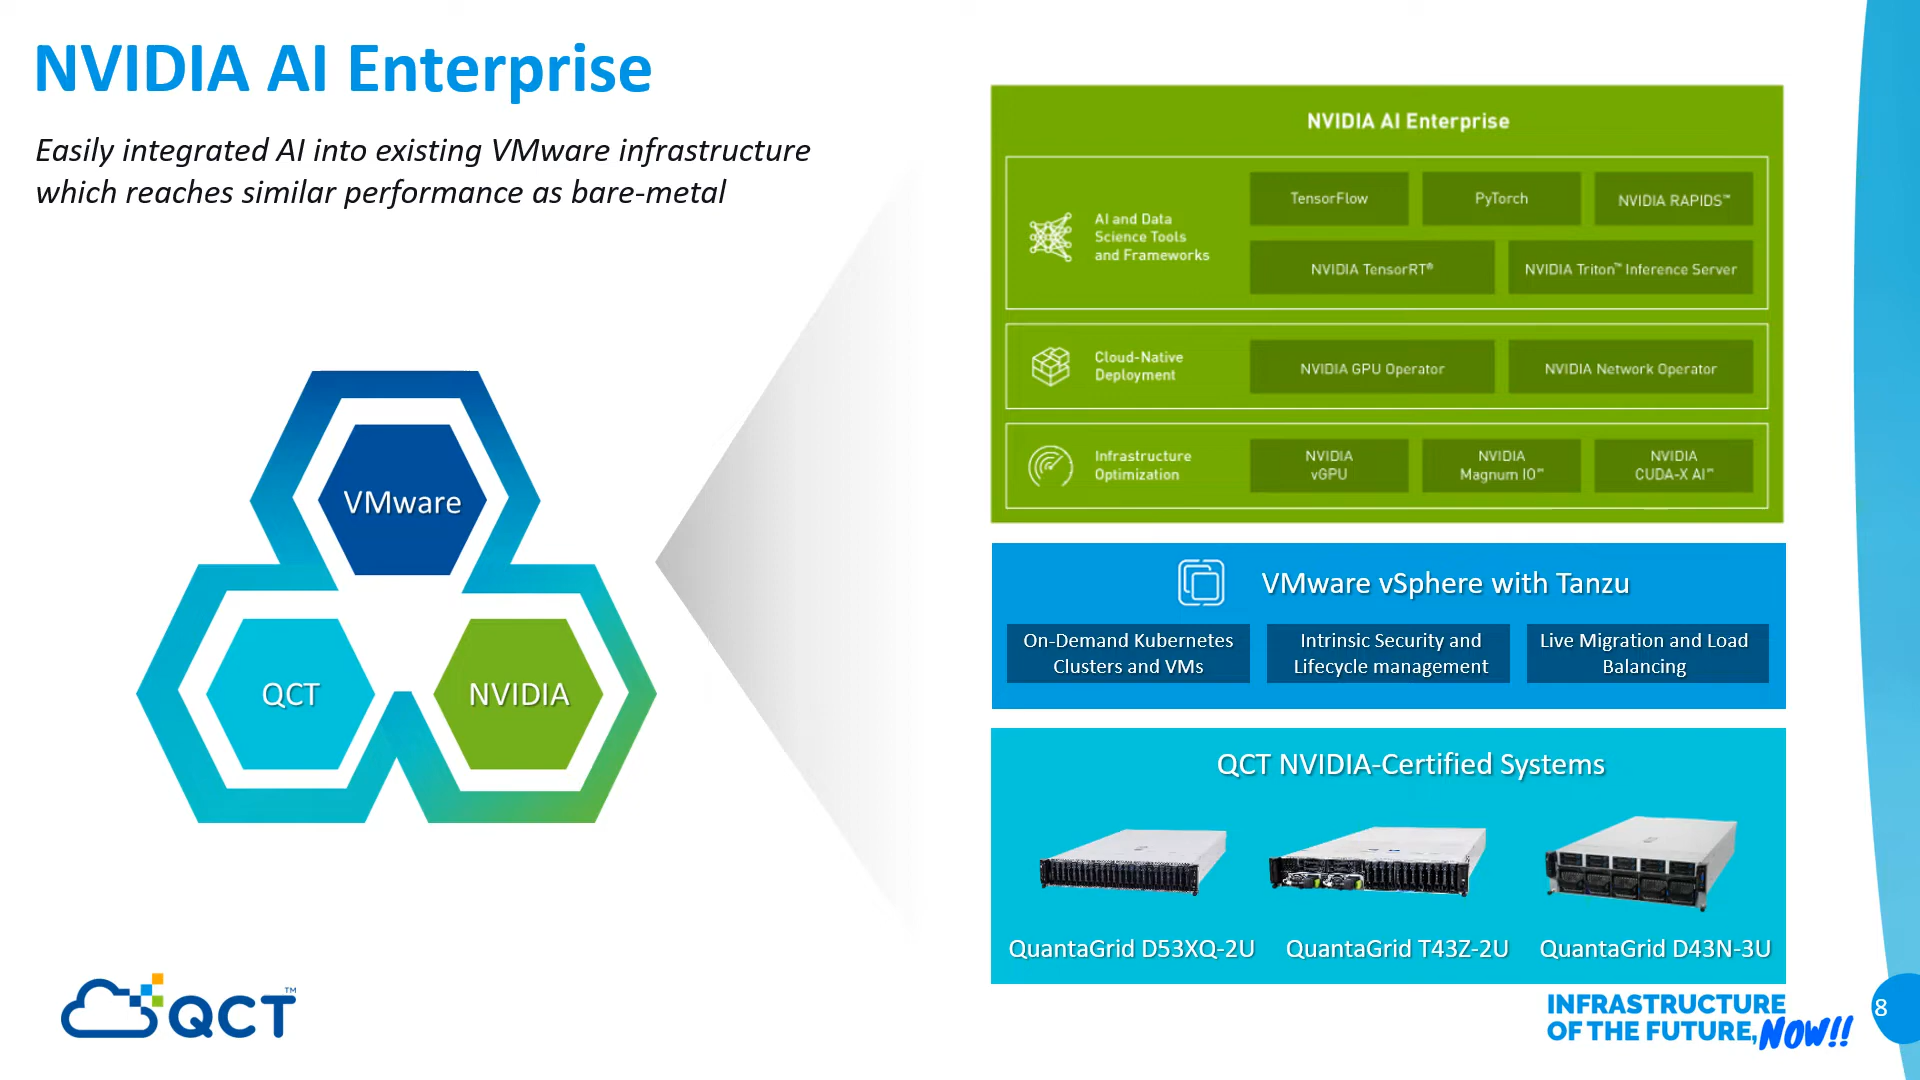 NVIDIA AI Enterprise
Easily integrated AI into existing VMware infrastructure
which reaches similar performance as bare-metal
VMware
QCT
NVIDIA
NVIDIA AI Enterprise
AI and Data
Science Tools
and Frameworks
TensorFlow
PyTorch
NVIDIA RAPIDS™
NVIDIA TensorRT®
NVIDIA Triton™ Inference Server
Cloud-Native
Deployment
NVIDIA GPU Operator
NVIDIA Network Operator
Infrastructure
Optimization
NVIDIA
vGPU
NVIDIA
Magnum IO™
NVIDIA
CUDA-X AI™
VMware vSphere with Tanzu
On-Demand Kubernetes
Clusters and VMs
Intrinsic Security and
Lifecycle management
Live Migration and Load
Balancing
QCT NVIDIA-Certified Systems
QuantaGrid D53XQ-2U
QuantaGrid T43Z-2U
QuantaGrid D43N-3U
QCT™
INFRASTRUCTURE
OF THE FUTURE, NOW!!
8